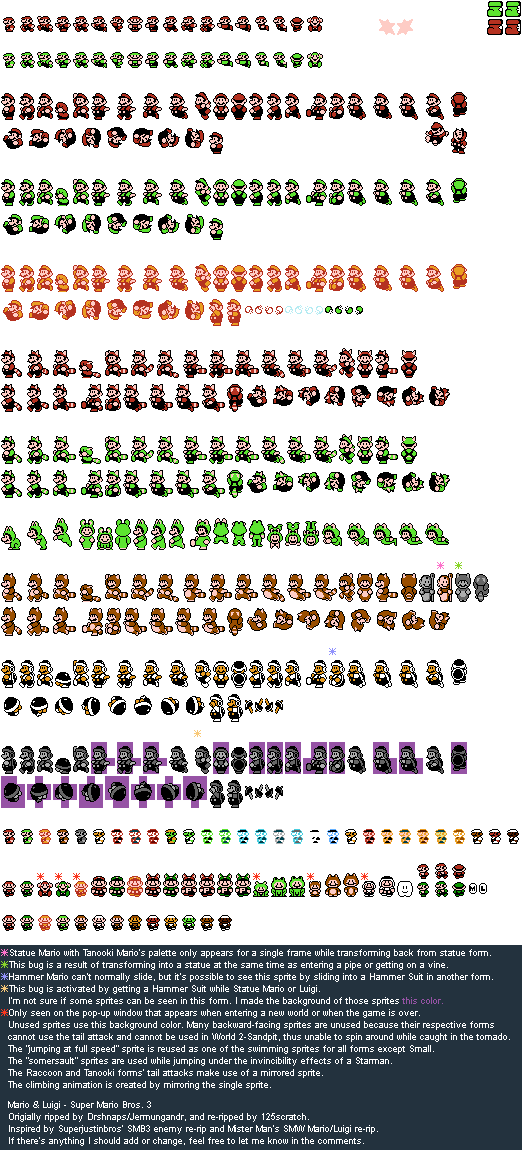 M L
*Statue Mario with Tanooki Mario's palette only appears for a single frame while transforming back from statue form.
*This bug is a result of transforming into a statue at the same time as entering a pipe or getting on a vine.
*Hammer Mario can't normally slide, but it's possible to see this sprite by sliding into a Hammer Suit in another form.
*This bug is activated by getting a Hammer Suit while Statue Mario or Luigi.
I'm not sure if some sprites can be seen in this form. I made the background of those sprites this color.
*Only seen on the pop-up window that appears when entering a new world or when the game is over.
Unused sprites use this background color. Many backward-facing sprites are unused because their respective forms
cannot use the tail attack and cannot be used in World 2-Sandpit, thus unable to spin around while caught in the tornado.
The "jumping at full speed" sprite is reused as one of the swimming sprites for all forms except Small.
The "somersault" sprites are used while jumping under the invincibility effects of a Starman.
The Raccoon and Tanooki forms' tail attacks make use of a mirrored sprite.
The climbing animation is created by mirroring the single sprite.
Mario & Luigi - Super Mario Bros. 3
Origially ripped by Drshnaps/Jermungandr, and re-ripped by 125scratch.
Inspired by Superjustinbros' SMB3 enemy re-rip and Mister Man's SMW Mario/Luigi re-rip.
If there's anything I should add or change, feel free to let me know in the comments.